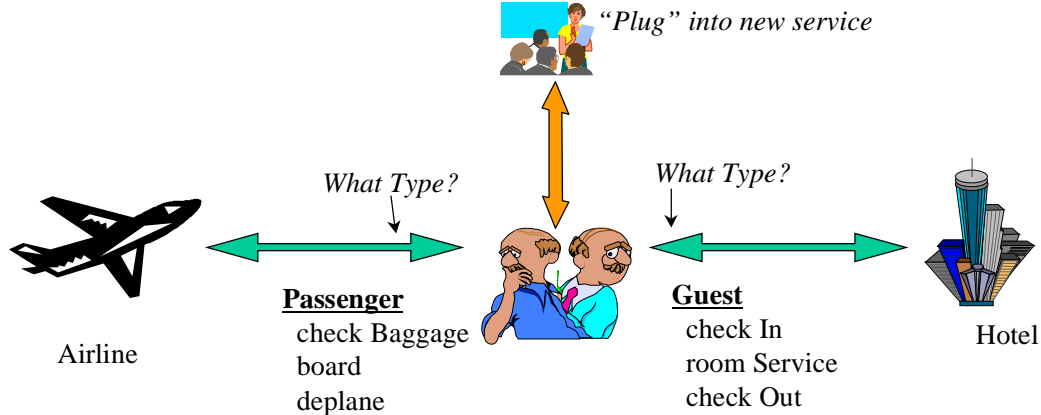 “Plug” into new service
What Type?
What Type?
Passenger
check Baggage
board
deplane
Guest
check In
room Service
check Out
Airline
Hotel